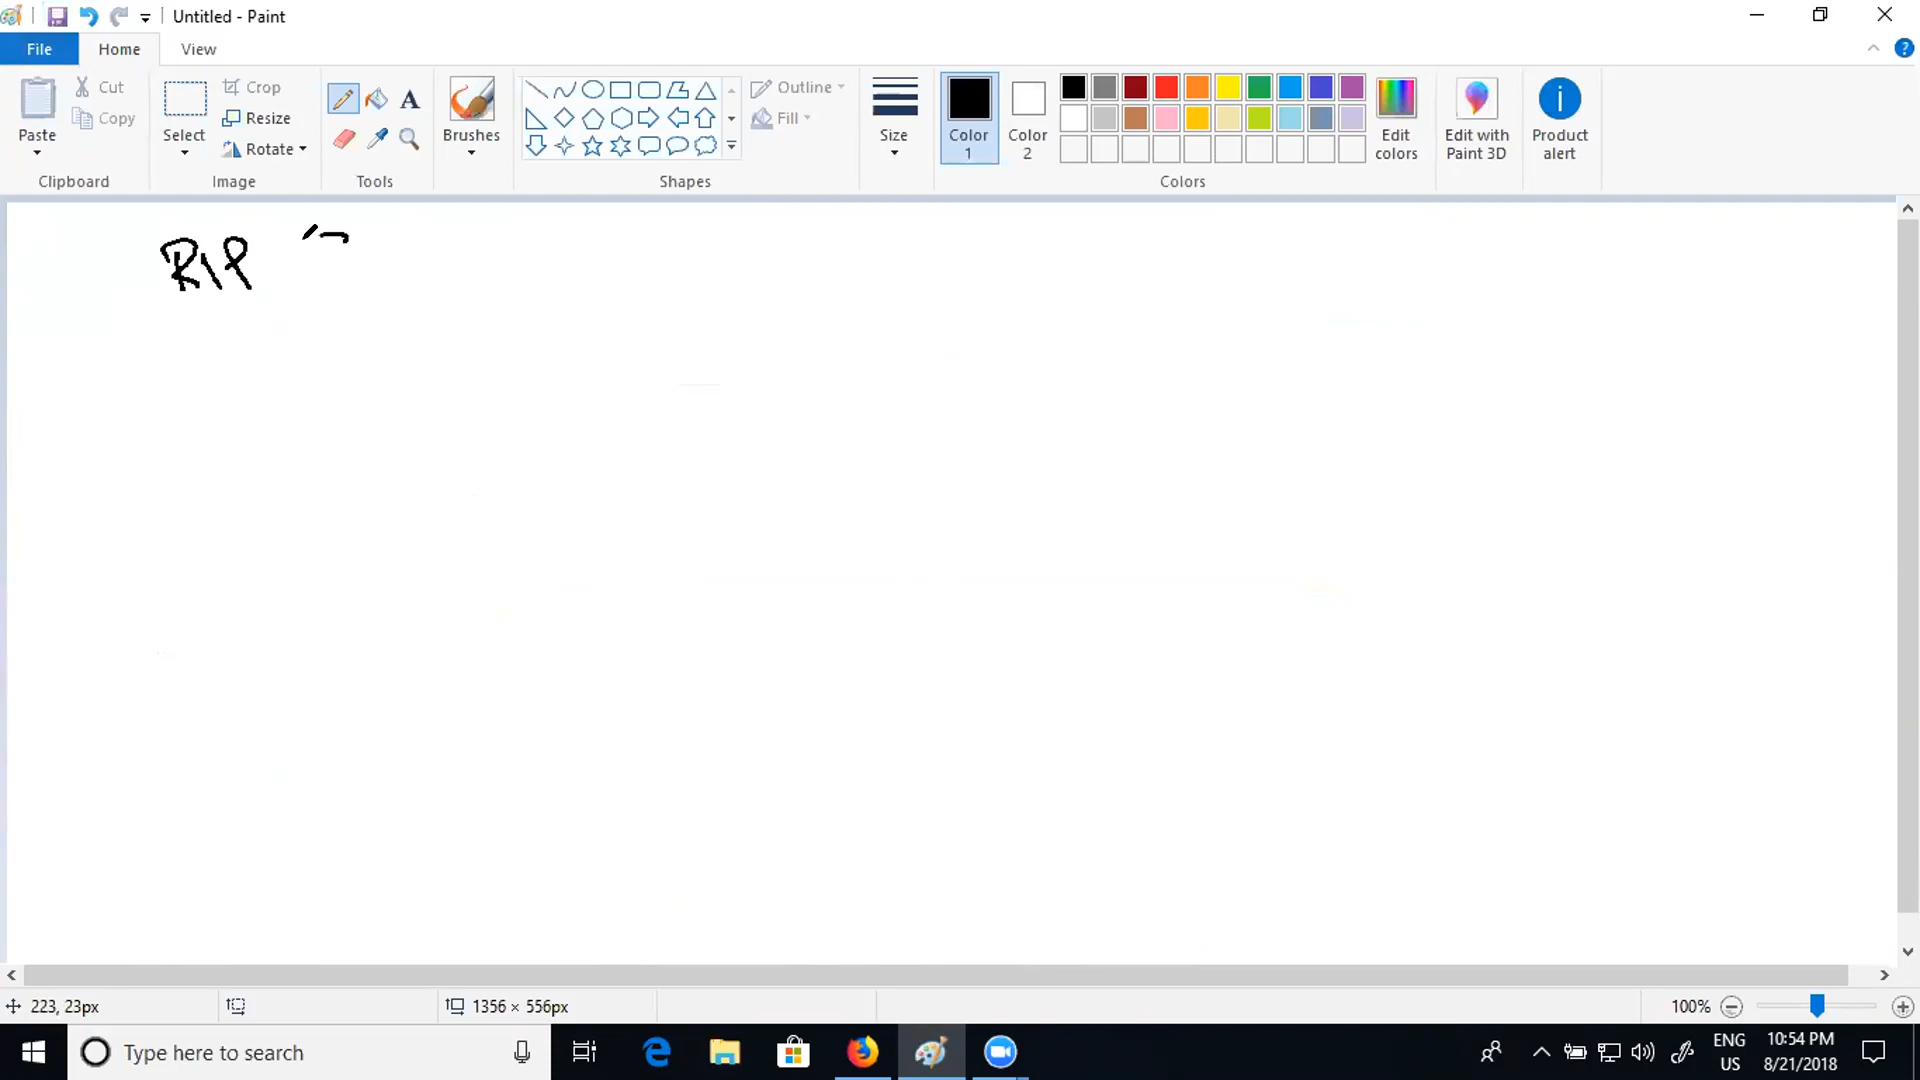 Untitled - Paint
File Home View
Paste Cut Copy Clipboard
Select Crop Resize Rotate Image
Tools
Brushes
Shapes
Outline Fill
Size
Color 1
Color 2
Colors
Edit colors
Edit with Paint 3D
Product alert
RIP
223, 23px
1356 × 556px
100%
Type here to search
ENG US
10:54 PM
8/21/2018